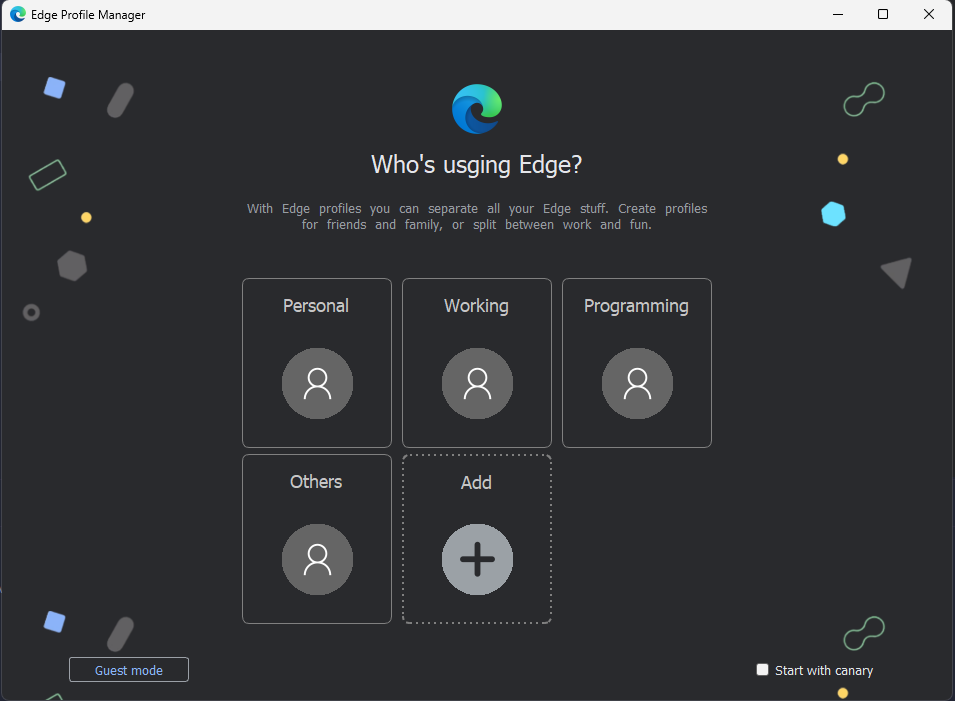 Edge Profile Manager
Who's usging Edge?
With Edge profiles you can separate all your Edge stuff. Create profiles
for friends and family, or split between work and fun.
Personal
Working
Programming
Others
Add
Guest mode
Start with canary